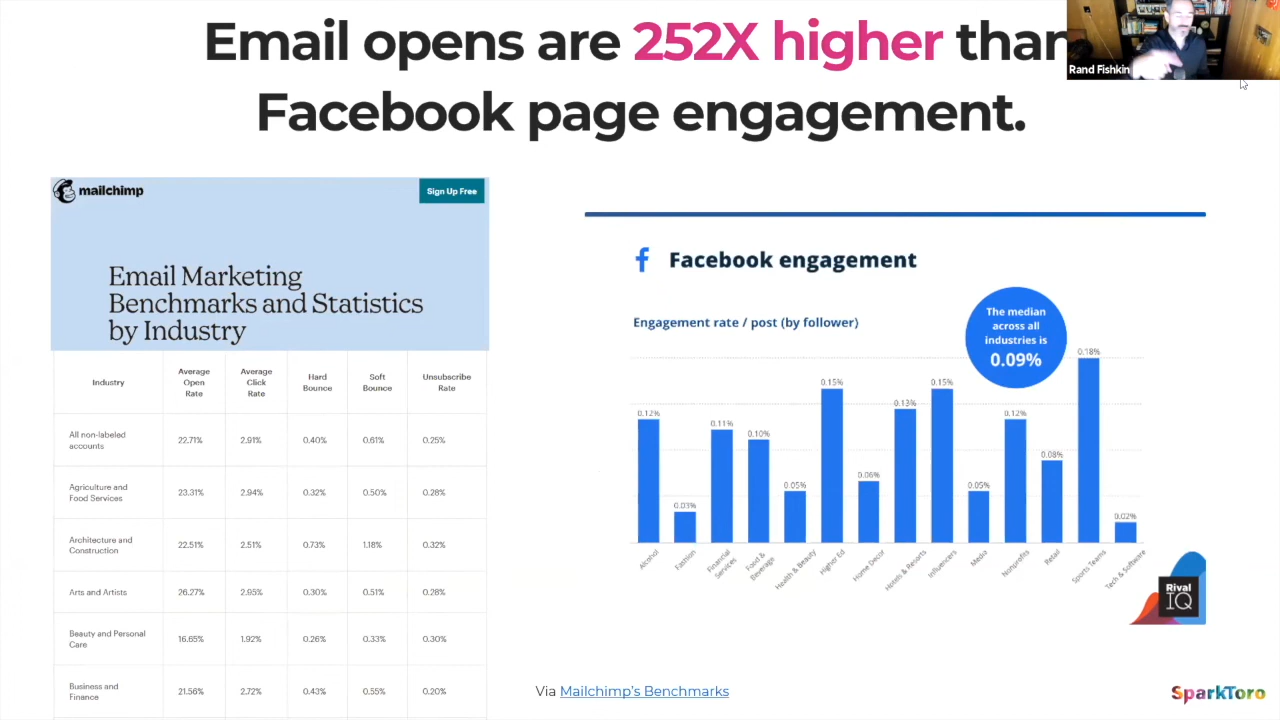 Email opens are 252X higher than
Facebook page engagement.
Rand Fishkin
mailchimp
Sign Up Free
Email Marketing
Benchmarks and Statistics
by Industry
Industry
Average
Open
Rate
Average
Click
Rate
Hard
Bounce
Soft
Bounce
Unsubscribe
Rate
All non-labeled
accounts
22.71% 2.91% 0.40% 0.61% 0.25%
Agriculture and
Food Services
23.31% 2.94% 0.32% 0.50% 0.28%
Architecture and
Construction
22.51% 2.51% 0.73% 1.18% 0.32%
Arts and Artists 26.27% 2.95% 0.30% 0.51% 0.28%
Beauty and Personal
Care
16.65% 1.92% 0.26% 0.33% 0.30%
Business and
Finance
21.56% 2.72% 0.43% 0.55% 0.20%
Facebook engagement
Engagement rate / post (by follower)
The median
across all
industries is
0.09%
0.12% 0.03% 0.11% 0.10% 0.05% 0.15% 0.06% 0.13% 0.15% 0.05% 0.12% 0.08% 0.18% 0.02%
Alcohol
Fashion
Financial
Services
Food &
Beverage
Health & Beauty
Higher Ed
Home Decor
Hotels & Resorts
Influencers
Media
Nonprofits
Retail
Sports Teams
Tech & Software
Rival
IQ
Via Mailchimp's Benchmarks
SparkToro